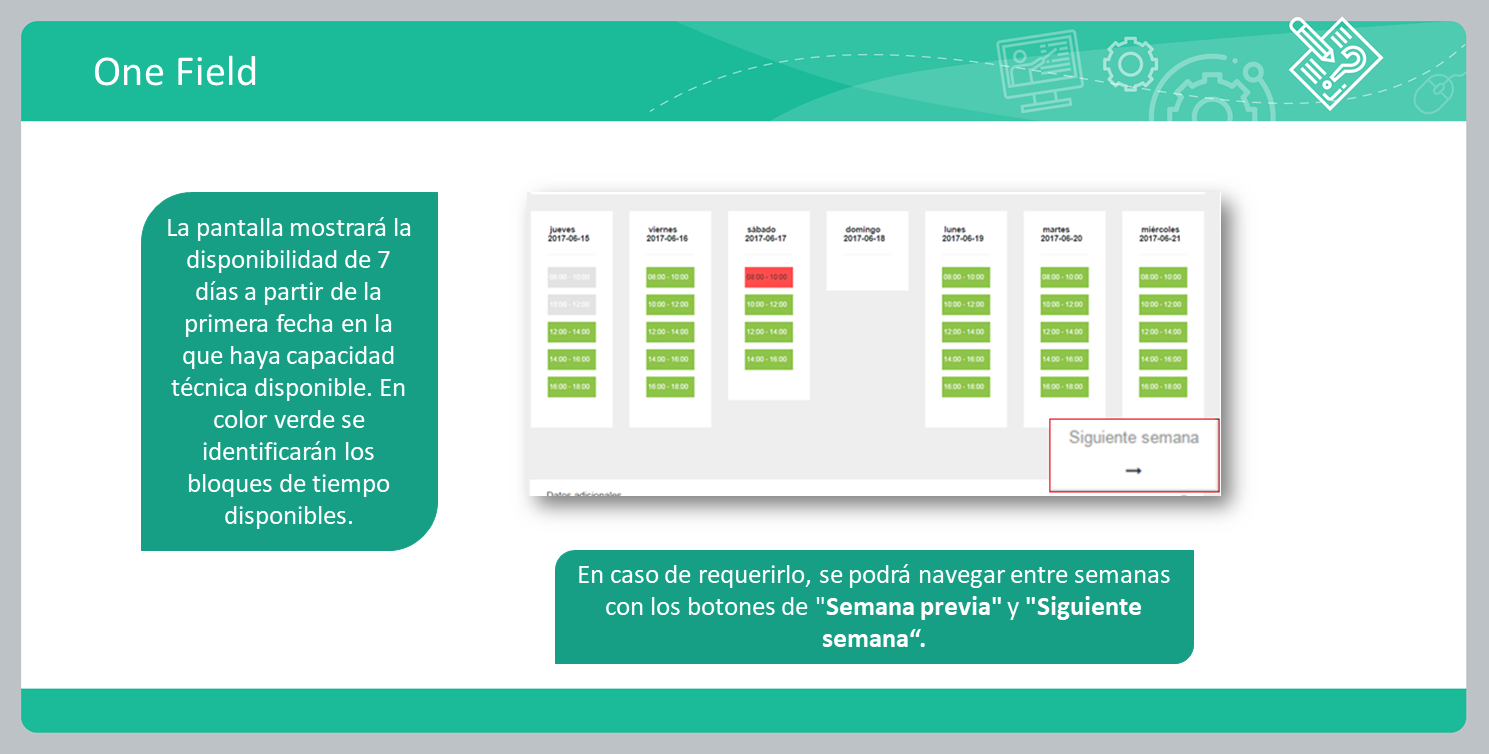 One Field
La pantalla mostrará la
disponibilidad de 7
días a partir de la
primera fecha en la
que haya capacidad
técnica disponible. En
color verde se
identificarán los
bloques de tiempo
disponibles.
jueves
2017-06-15
08:00 - 10:00
10:00 - 12:00
12:00 - 14:00
14:00 - 16:00
16:00 - 18:00
viernes
2017-06-16
08:00 - 10:00
10:00 - 12:00
12:00 - 14:00
14:00 - 16:00
16:00 - 18:00
sábado
2017-06-17
08:00 - 10:00
10:00 - 12:00
12:00 - 14:00
14:00 - 16:00
domingo
2017-06-18
lunes
2017-06-19
08:00 - 10:00
10:00 - 12:00
12:00 - 14:00
14:00 - 16:00
16:00 - 18:00
martes
2017-06-20
08:00 - 10:00
10:00 - 12:00
12:00 - 14:00
14:00 - 16:00
16:00 - 18:00
miércoles
2017-06-21
08:00 - 10:00
10:00 - 12:00
12:00 - 14:00
14:00 - 16:00
16:00 - 18:00
Siguiente semana
→
Datos adicionales
En caso de requerirlo, se podrá navegar entre semanas
con los botones de "Semana previa" y "Siguiente
semana“.